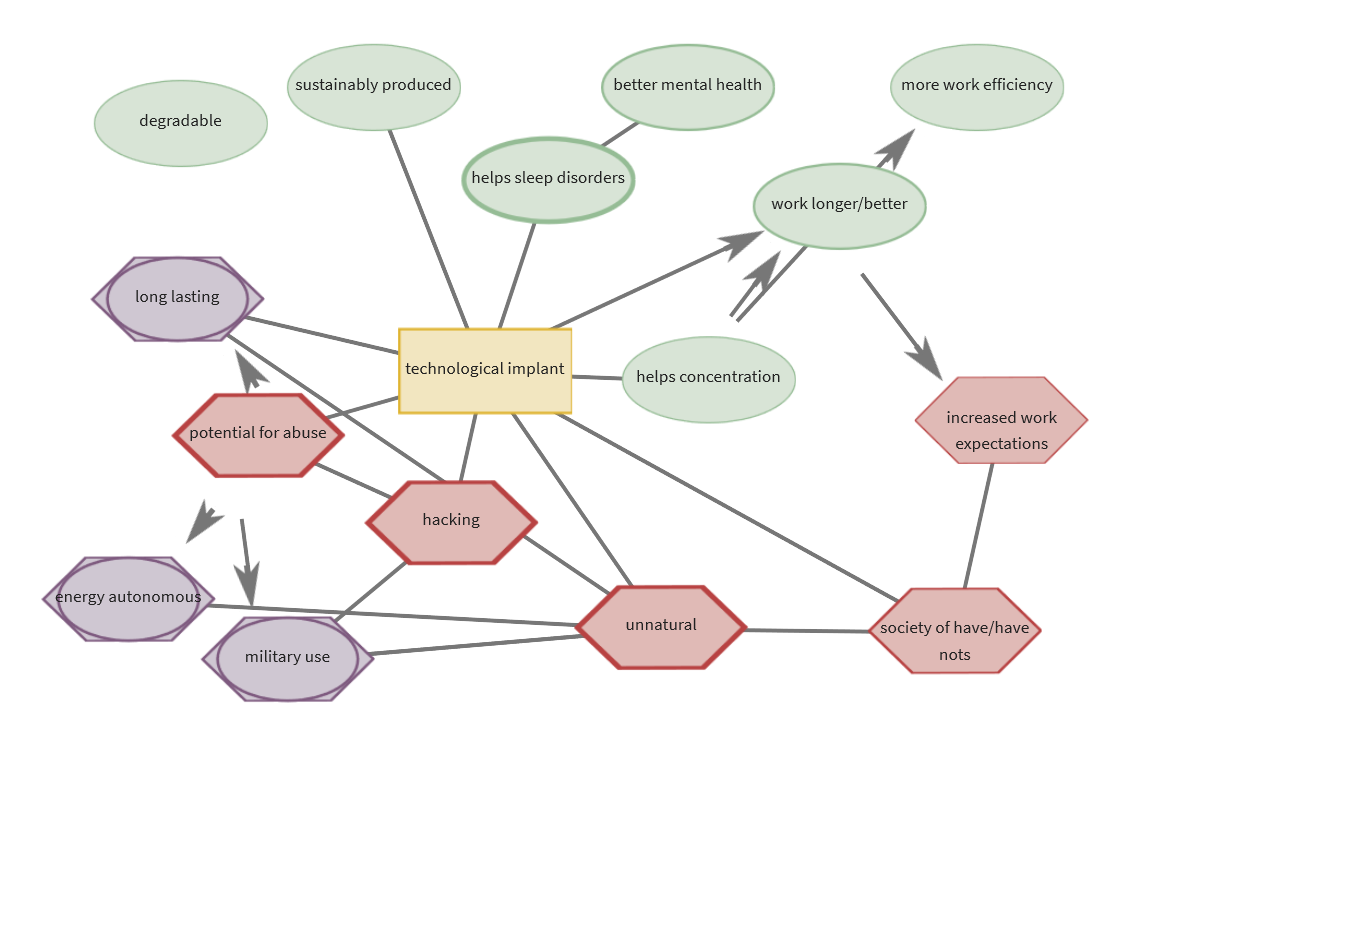 sustainably produced
better mental health
more work efficiency
degradable
helps sleep disorders
work longer/better
long lasting
technological implant
helps concentration
increased work
expectations
potential for abuse
hacking
energy autonomous
unnatural
society of have/have
nots
military use